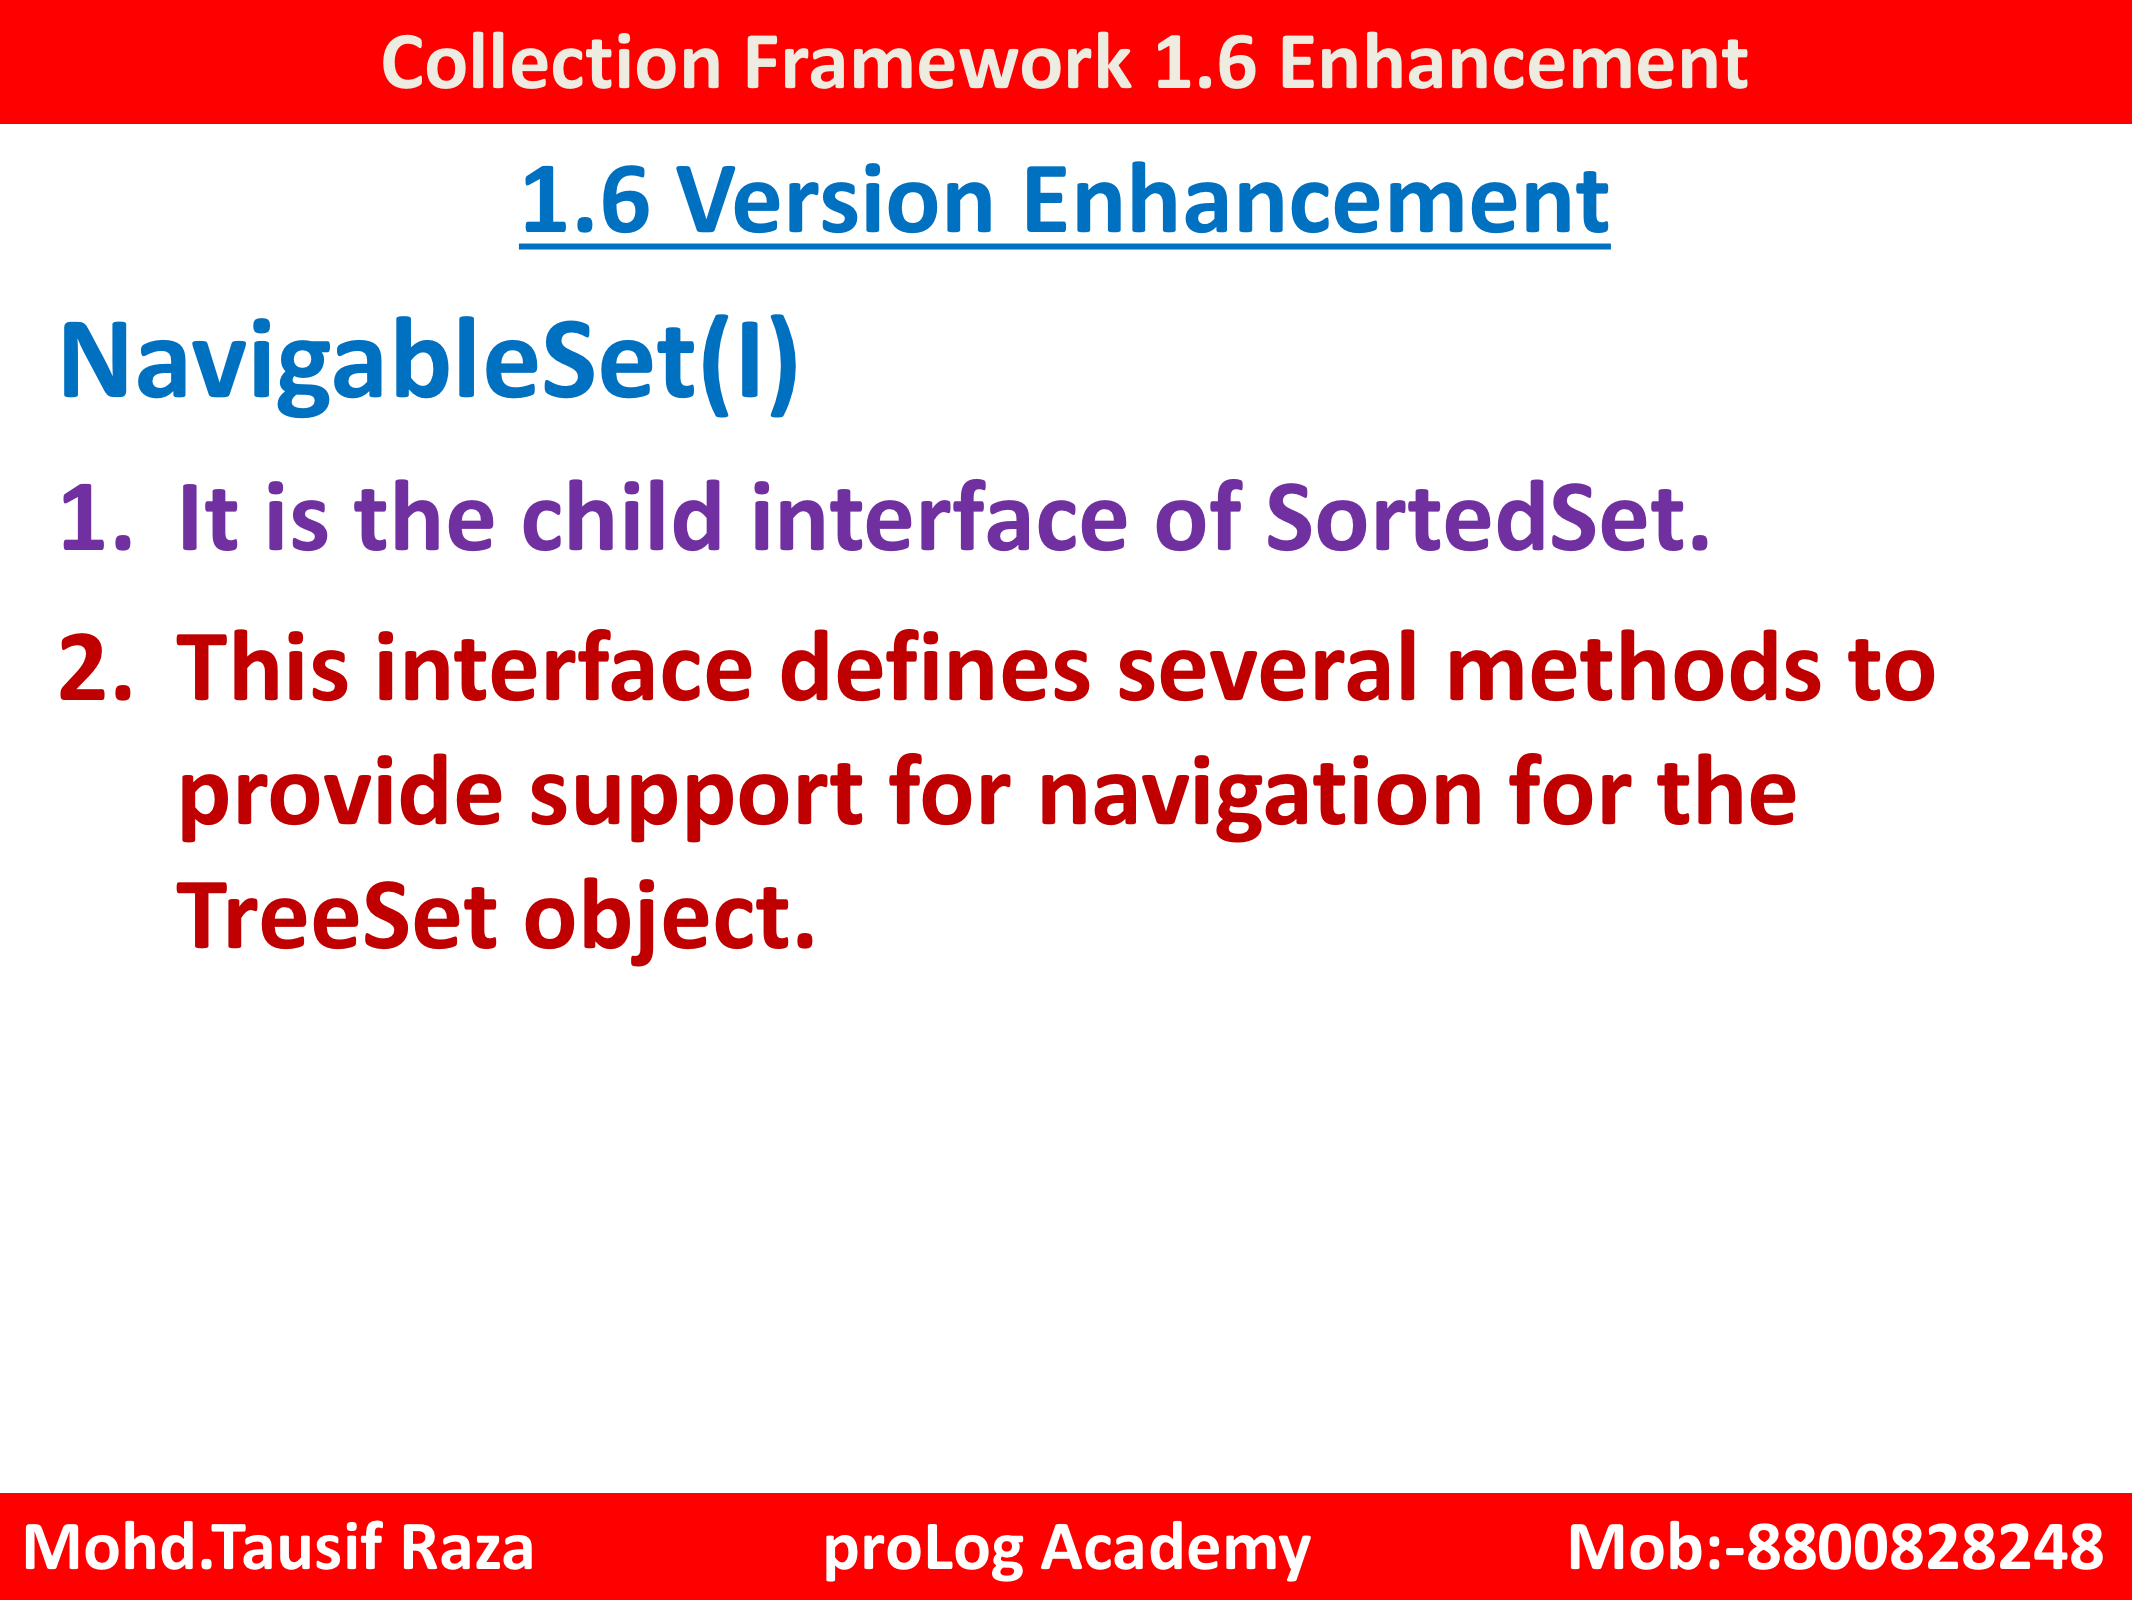 Collection Framework 1.6 Enhancement
1.6 Version Enhancement
NavigableSet(I)
1. It is the child interface of SortedSet.
2. This interface defines several methods to
provide support for navigation for the
TreeSet object.
Mohd.Tausif Raza proLog Academy Mob:-8800828248